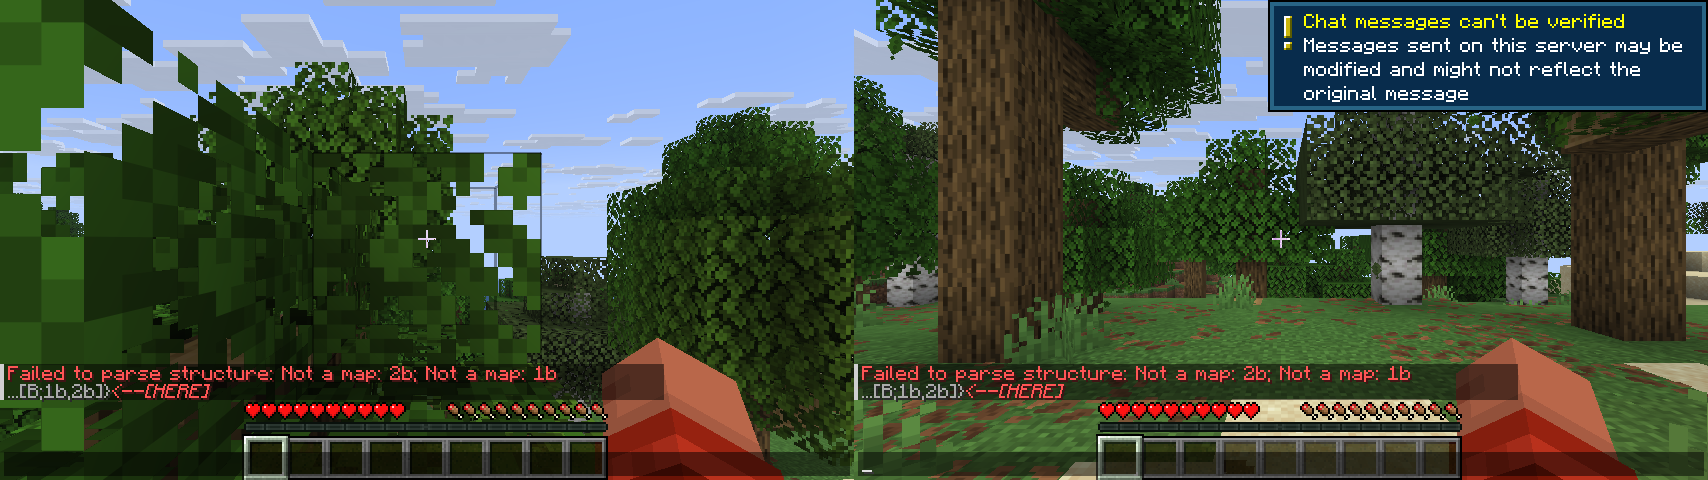 Chat messages can't be verified
Messages sent on this server may be
modified and might not reflect the
original message
Failed to parse structure: Not a map: 2b; Not a map: 1b
...[B;1b,2b]}<--[HERE]
Failed to parse structure: Not a map: 2b; Not a map: 1b
...[B;1b,2b]}<--[HERE]
_